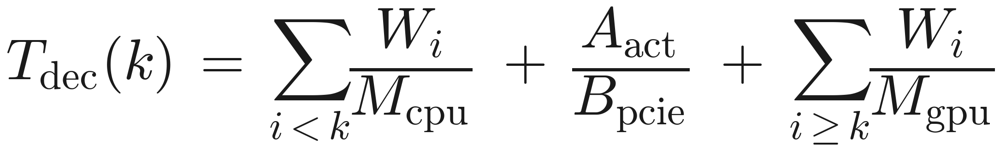 T_dec(k) = ∑_{i<k} W_i / M_cpu + A_act / B_pcie + ∑_{i≥k} W_i / M_gpu